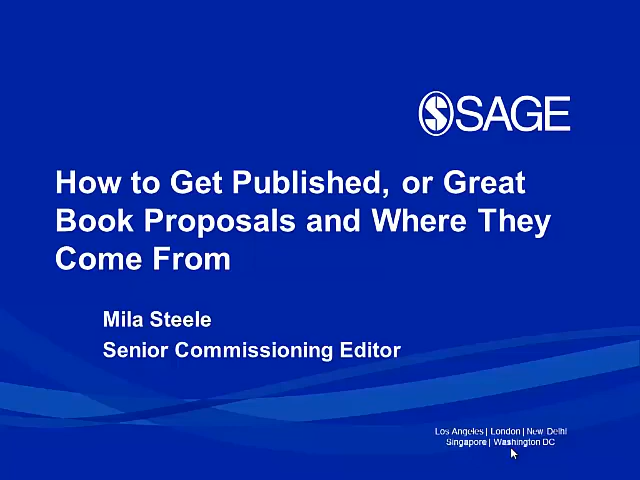 SAGE
How to Get Published, or Great
Book Proposals and Where They
Come From
Mila Steele
Senior Commissioning Editor
Los Angeles | London | New Delhi
Singapore | Washington DC